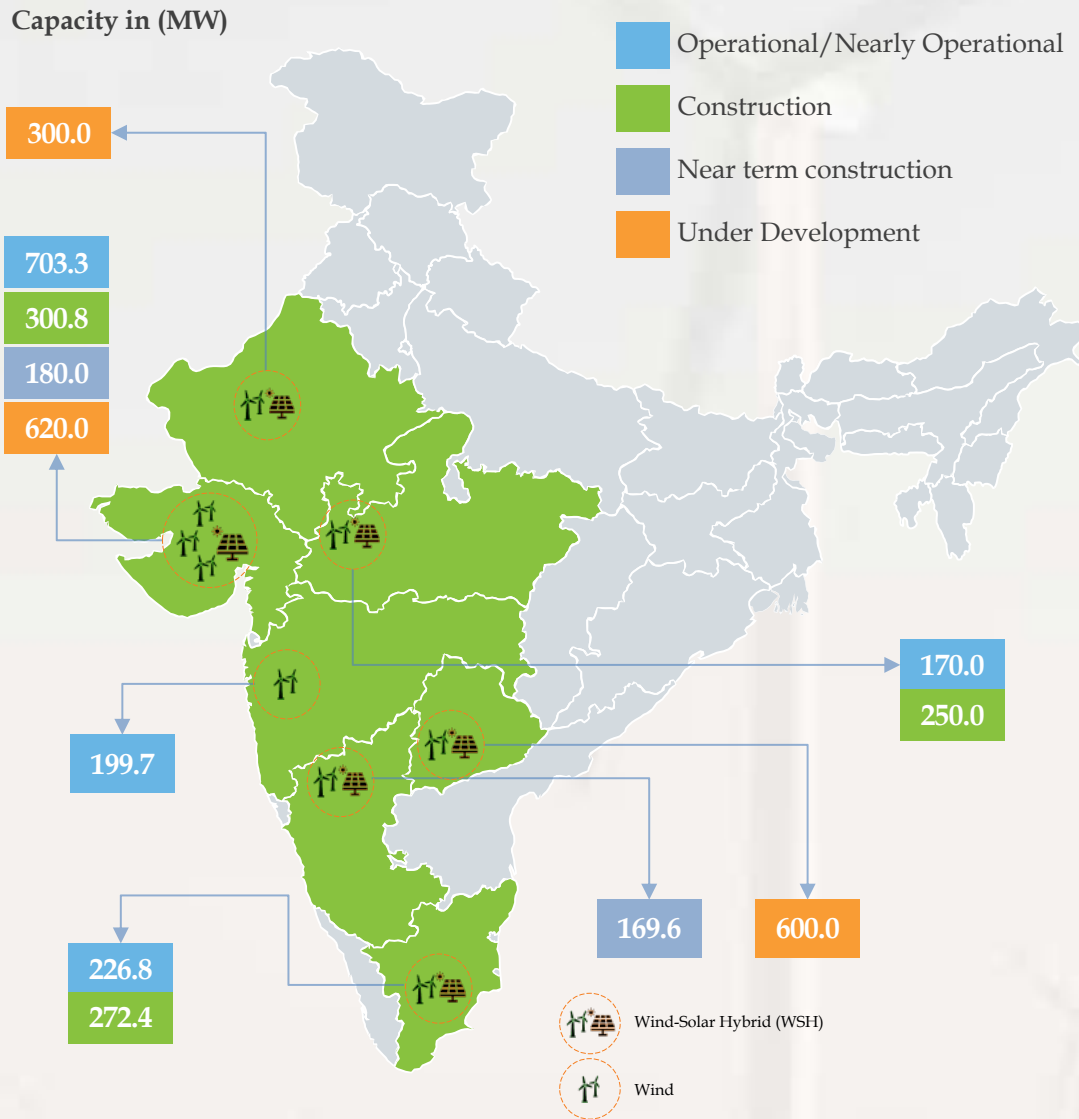 Capacity in (MW)
Operational/Nearly Operational
Construction
Near term construction
Under Development
300.0
703.3
300.8
180.0
620.0
199.7
170.0
250.0
169.6
600.0
226.8
272.4
Wind-Solar Hybrid (WSH)
Wind